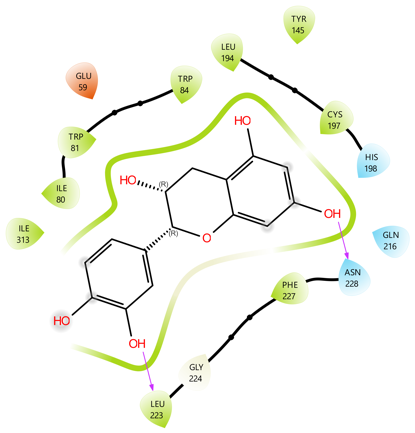 TYR
145
LEU
194
GLU
59
TRP
84
CYS
197
HO
TRP
81
HIS
198
HO
(R)
ILE
80
OH
ILE
313
(R)
O
GLN
216
ASN
228
PHE
227
HO
OH
GLY
224
LEU
223